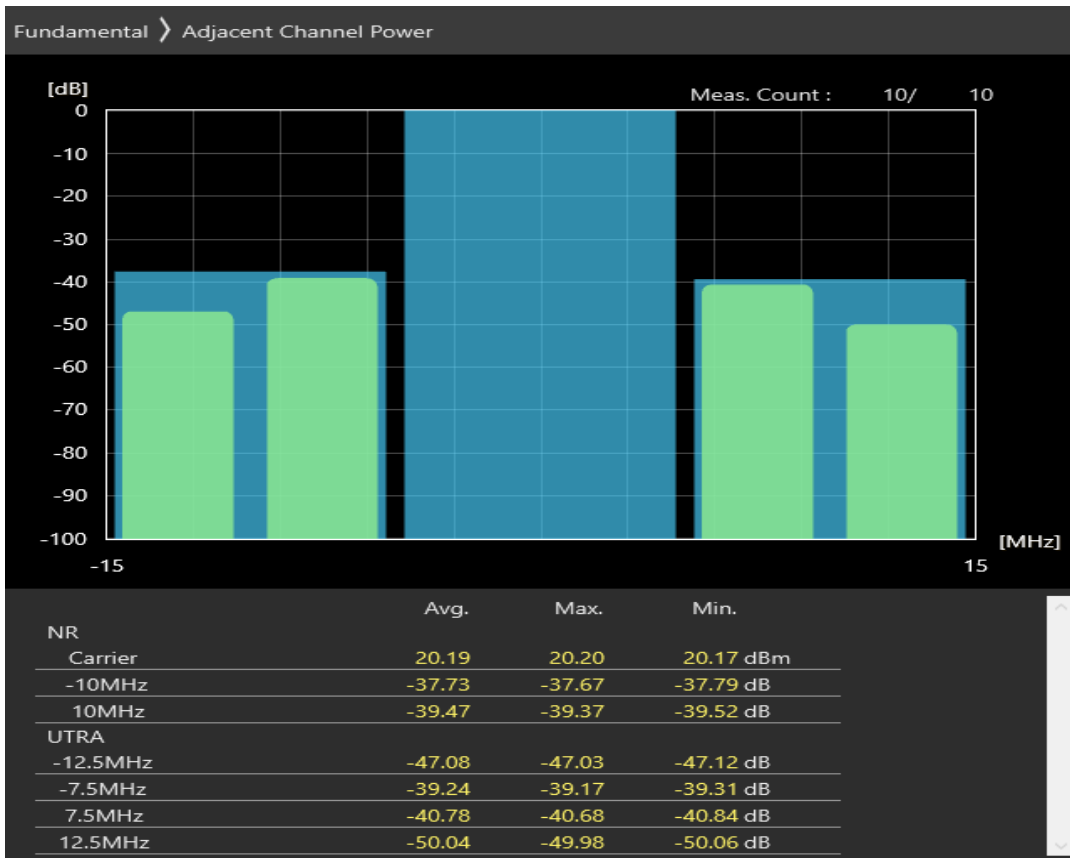 Fundamental ❯ Adjacent Channel Power
[dB]
Meas. Count : 10/ 10
0
-10
-20
-30
-40
-50
-60
-70
-80
-90
-100
[MHz]
-15 15
Avg. Max. Min.
NR
Carrier 20.19 20.20 20.17 dBm
-10MHz -37.73 -37.67 -37.79 dB
10MHz -39.47 -39.37 -39.52 dB
UTRA
-12.5MHz -47.08 -47.03 -47.12 dB
-7.5MHz -39.24 -39.17 -39.31 dB
7.5MHz -40.78 -40.68 -40.84 dB
12.5MHz -50.04 -49.98 -50.06 dB